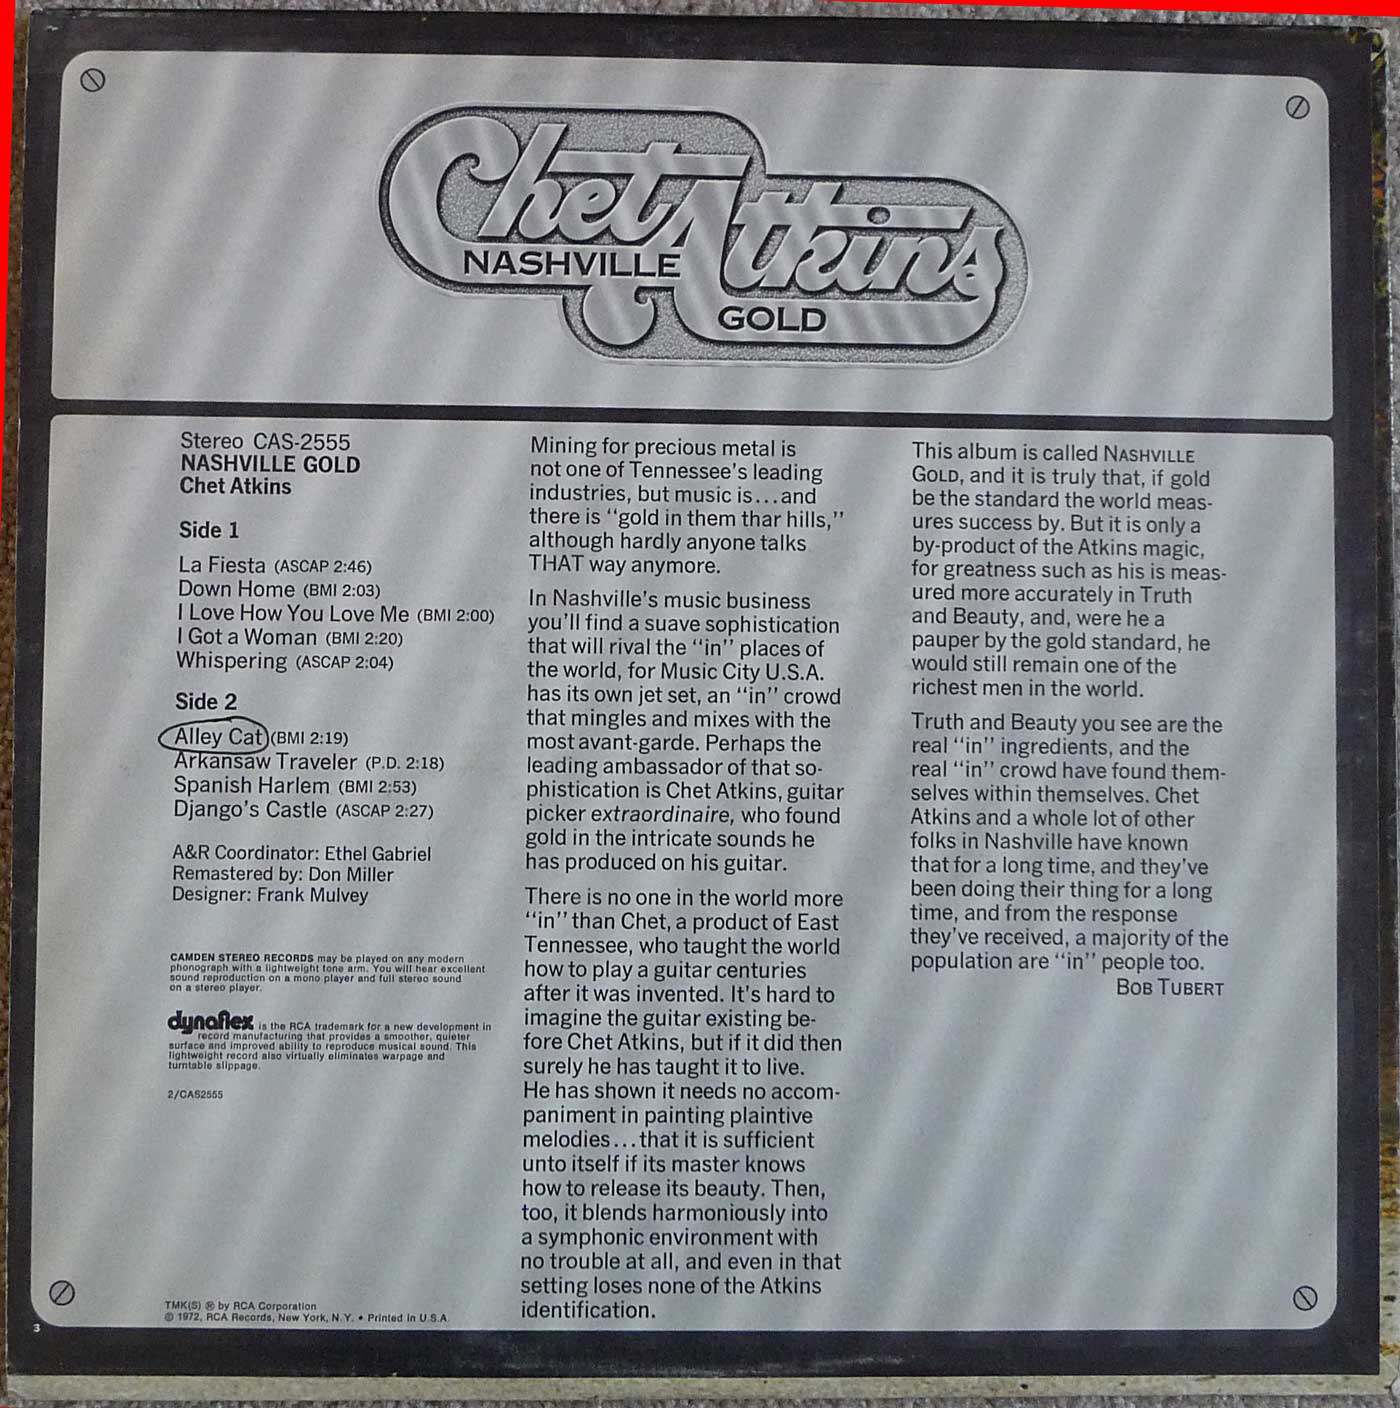 Chet Atkins
NASHVILLE
GOLD
Stereo CAS-2555
NASHVILLE GOLD
Chet Atkins
Side 1
La Fiesta (ASCAP 2:46)
Down Home (BMI 2:03)
I Love How You Love Me (BMI 2:00)
I Got a Woman (BMI 2:20)
Whispering (ASCAP 2:04)
Side 2
Alley Cat (BMI 2:19)
Arkansaw Traveler (P.D. 2:18)
Spanish Harlem (BMI 2:53)
Django's Castle (ASCAP 2:27)
A&R Coordinator: Ethel Gabriel
Remastered by: Don Miller
Designer: Frank Mulvey
CAMDEN STEREO RECORDS may be played on any modern
phonograph with a lightweight tone arm. You will hear excellent
sound reproduction on a mono player and full stereo sound
on a stereo player.
dynaflex is the RCA trademark for a new development in
record manufacturing that provides a smoother, quieter
surface and improved ability to reproduce musical sound. This
lightweight record also virtually eliminates warpage and
turntable slippage.
2/CAS2555
TMK(S) ® by RCA Corporation
© 1972, RCA Records, New York, N.Y. • Printed in U.S.A.
3
Mining for precious metal is
not one of Tennessee's leading
industries, but music is...and
there is "gold in them thar hills,"
although hardly anyone talks
THAT way anymore.
In Nashville's music business
you'll find a suave sophistication
that will rival the "in" places of
the world, for Music City U.S.A.
has its own jet set, an "in" crowd
that mingles and mixes with the
most avant-garde. Perhaps the
leading ambassador of that so-
phistication is Chet Atkins, guitar
picker extraordinaire, who found
gold in the intricate sounds he
has produced on his guitar.
There is no one in the world more
"in" than Chet, a product of East
Tennessee, who taught the world
how to play a guitar centuries
after it was invented. It's hard to
imagine the guitar existing be-
fore Chet Atkins, but if it did then
surely he has taught it to live.
He has shown it needs no accom-
paniment in painting plaintive
melodies...that it is sufficient
unto itself if its master knows
how to release its beauty. Then,
too, it blends harmoniously into
a symphonic environment with
no trouble at all, and even in that
setting loses none of the Atkins
identification.
This album is called NASHVILLE
GOLD, and it is truly that, if gold
be the standard the world meas-
ures success by. But it is only a
by-product of the Atkins magic,
for greatness such as his is meas-
ured more accurately in Truth
and Beauty, and, were he a
pauper by the gold standard, he
would still remain one of the
richest men in the world.
Truth and Beauty you see are the
real "in" ingredients, and the
real "in" crowd have found them-
selves within themselves. Chet
Atkins and a whole lot of other
folks in Nashville have known
that for a long time, and they've
been doing their thing for a long
time, and from the response
they've received, a majority of the
population are "in" people too.
BOB TUBERT